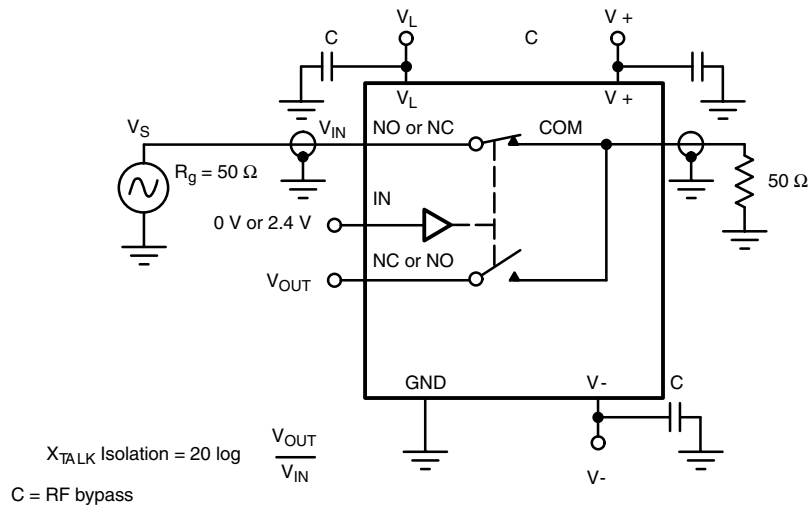 V_L
C
V +
C
V_L
V +
V_S
V_IN
NO or NC
COM
R_g = 50 Ω
50 Ω
IN
0 V or 2.4 V
NC or NO
V_OUT
GND
V-
C
X_TALK Isolation = 20 log V_OUT / V_IN
V-
C = RF bypass